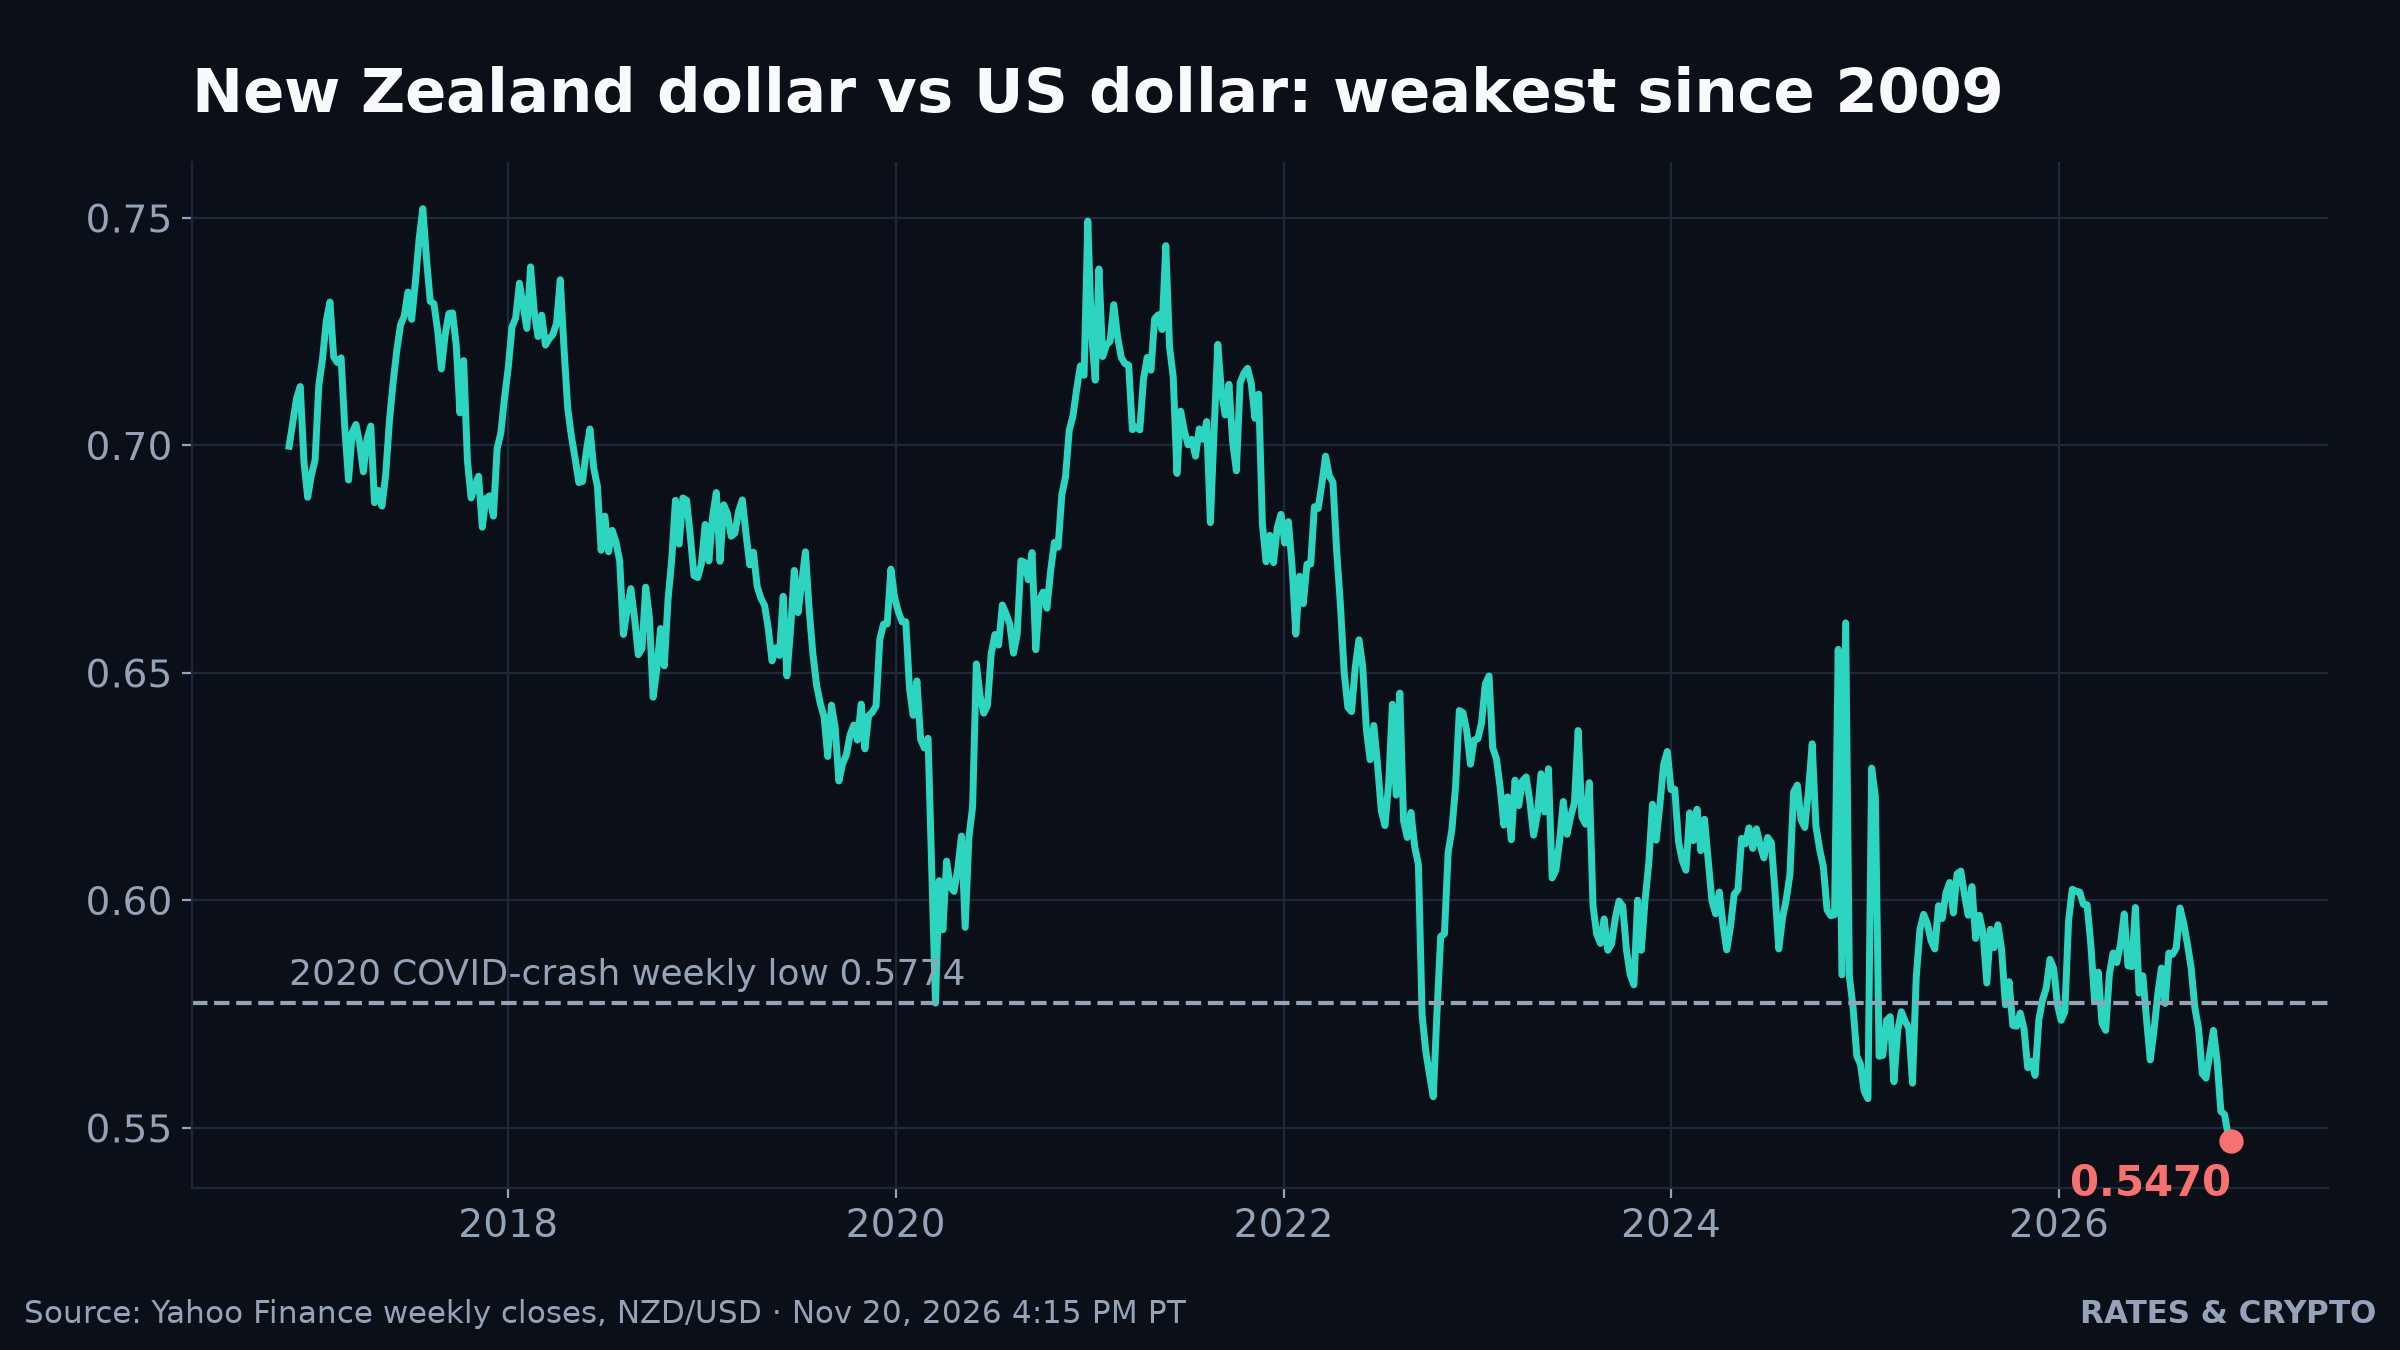 New Zealand dollar vs US dollar: weakest since 2009
0.75
0.70
0.65
0.60
2020 COVID-crash weekly low 0.5774
0.55
0.5470
2018 2020 2022 2024 2026
Source: Yahoo Finance weekly closes, NZD/USD · Nov 20, 2026 4:15 PM PT
RATES & CRYPTO